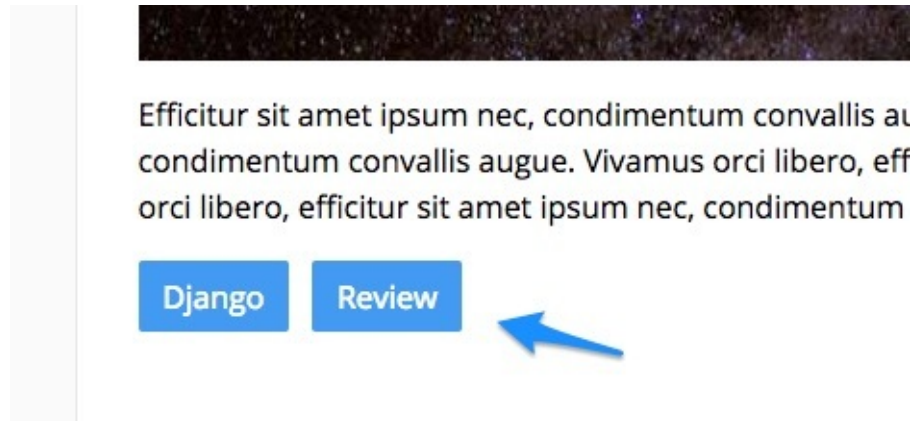 Efficitur sit amet ipsum nec, condimentum convallis au
condimentum convallis augue. Vivamus orci libero, eff
orci libero, efficitur sit amet ipsum nec, condimentum
Django Review